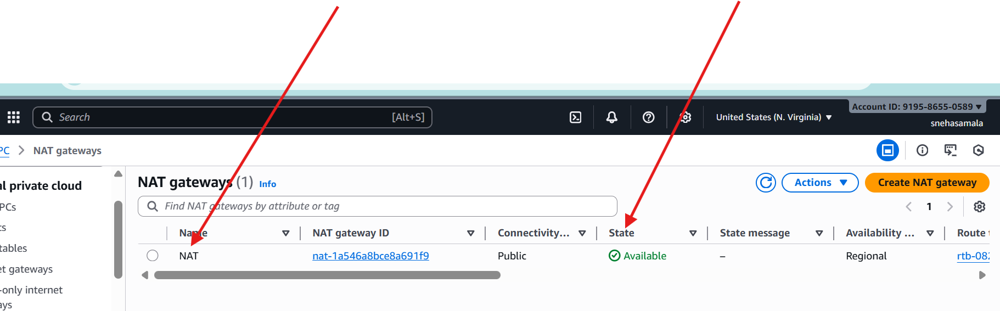 Search [Alt+S] United States (N. Virginia) Account ID: 9195-8655-0589
snehasamala
PC > NAT gateways
al private cloud
PCs
ts
tables
et gateways
-only internet
ays
NAT gateways (1) Info Actions Create NAT gateway
Find NAT gateways by attribute or tag 1
Name NAT gateway ID Connectivity... State State message Availability ... Route t
NAT nat-1a546a8bce8a691f9 Public Available – Regional rtb-082